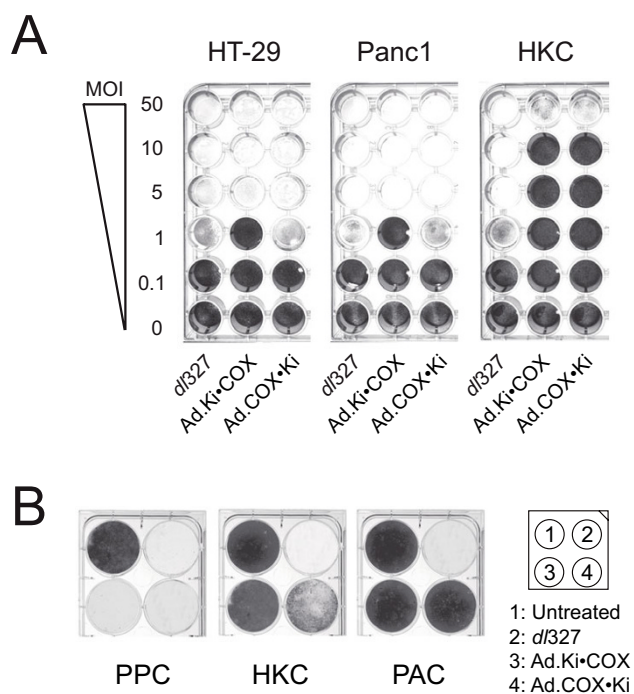 A
HT-29 Panc1 HKC
MOI
50
10
5
1
0.1
0
dl327 Ad.Ki•COX Ad.COX•Ki dl327 Ad.Ki•COX Ad.COX•Ki dl327 Ad.Ki•COX Ad.COX•Ki
B
1 2
3 4
PPC HKC PAC
1: Untreated
2: dl327
3: Ad.Ki•COX
4: Ad.COX•Ki